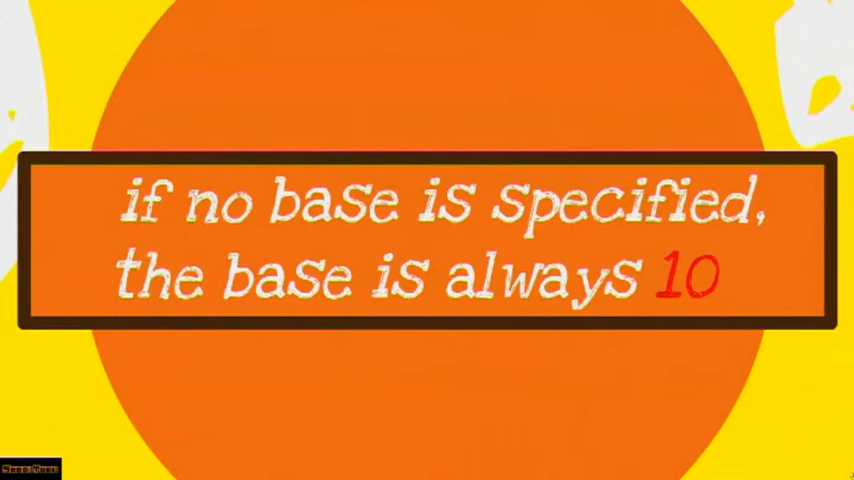 if no base is specified,
the base is always 10